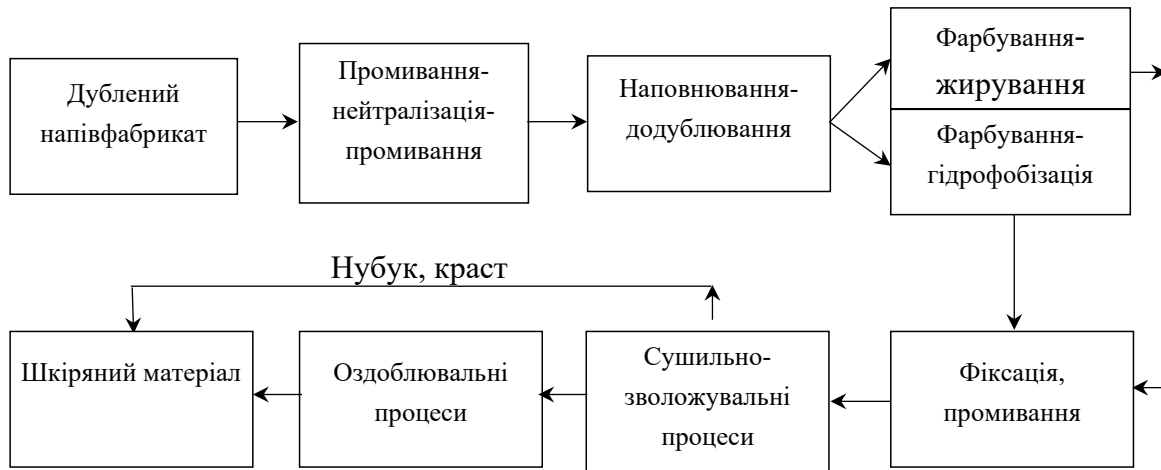 Дублений
напівфабрикат
Промивання-
нейтралізація-
промивання
Наповнювання-
додублювання
Фарбування-
жирування
Фарбування-
гідрофобізація
Нубук, краст
Шкіряний матеріал
Оздоблювальні
процеси
Сушильно-
зволожувальні
процеси
Фіксація,
промивання